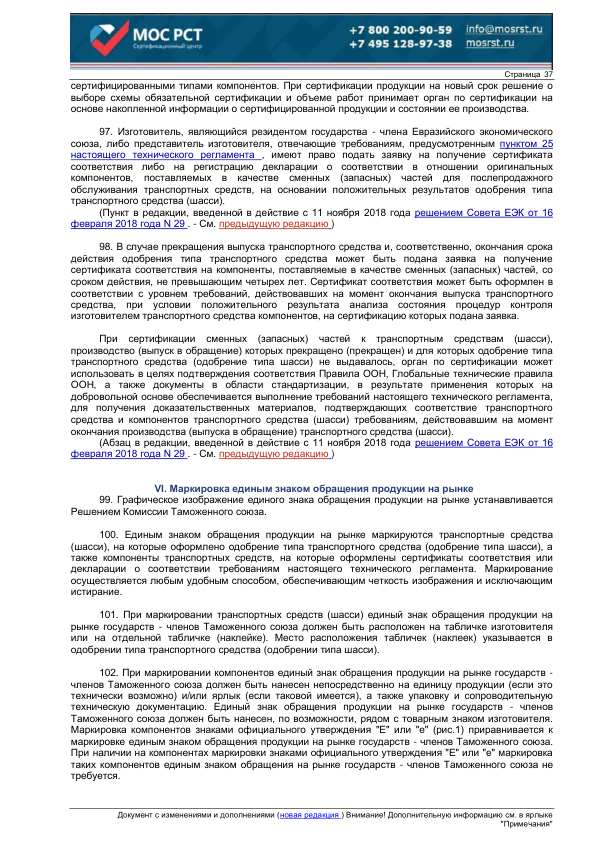 МОС РСТ
Сертификационный центр
+7 800 200-90-59
+7 495 128-97-38
info@mosrst.ru
mosrst.ru
Страница 37
сертифицированными типами компонентов. При сертификации продукции на новый срок решение о
выборе схемы обязательной сертификации и объеме работ принимает орган по сертификации на
основе накопленной информации о сертифицированной продукции и состоянии ее производства.
97. Изготовитель, являющийся резидентом государства - члена Евразийского экономического
союза, либо представитель изготовителя, отвечающие требованиям, предусмотренным пунктом 25
настоящего технического регламента , имеют право подать заявку на получение сертификата
соответствия либо на регистрацию декларации о соответствии в отношении оригинальных
компонентов, поставляемых в качестве сменных (запасных) частей для послепродажного
обслуживания транспортных средств, на основании положительных результатов одобрения типа
транспортного средства (шасси).
(Пункт в редакции, введенной в действие с 11 ноября 2018 года решением Совета ЕЭК от 16
февраля 2018 года N 29 . - См. предыдущую редакцию )
98. В случае прекращения выпуска транспортного средства и, соответственно, окончания срока
действия одобрения типа транспортного средства может быть подана заявка на получение
сертификата соответствия на компоненты, поставляемые в качестве сменных (запасных) частей, со
сроком действия, не превышающим четырех лет. Сертификат соответствия может быть оформлен в
соответствии с уровнем требований, действовавших на момент окончания выпуска транспортного
средства, при условии положительного результата анализа состояния процедур контроля
изготовителем транспортного средства компонентов, на сертификацию которых подана заявка.
При сертификации сменных (запасных) частей к транспортным средствам (шасси),
производство (выпуск в обращение) которых прекращено (прекращен) и для которых одобрение типа
транспортного средства (одобрение типа шасси) не выдавалось, орган по сертификации может
использовать в целях подтверждения соответствия Правила ООН, Глобальные технические правила
ООН, а также документы в области стандартизации, в результате применения которых на
добровольной основе обеспечивается выполнение требований настоящего технического регламента,
для получения доказательственных материалов, подтверждающих соответствие транспортного
средства и компонентов транспортного средства (шасси) требованиям, действовавшим на момент
окончания производства (выпуска в обращение) транспортного средства (шасси).
(Абзац в редакции, введенной в действие с 11 ноября 2018 года решением Совета ЕЭК от 16
февраля 2018 года N 29 . - См. предыдущую редакцию )
VI. Маркировка единым знаком обращения продукции на рынке
99. Графическое изображение единого знака обращения продукции на рынке устанавливается
Решением Комиссии Таможенного союза.
100. Единым знаком обращения продукции на рынке маркируются транспортные средства
(шасси), на которые оформлено одобрение типа транспортного средства (одобрение типа шасси), а
также компоненты транспортных средств, на которые оформлены сертификаты соответствия или
декларации о соответствии требованиям настоящего технического регламента. Маркирование
осуществляется любым удобным способом, обеспечивающим четкость изображения и исключающим
истирание.
101. При маркировании транспортных средств (шасси) единый знак обращения продукции на
рынке государств - членов Таможенного союза должен быть расположен на табличке изготовителя
или на отдельной табличке (наклейке). Место расположения табличек (наклеек) указывается в
одобрении типа транспортного средства (одобрении типа шасси).
102. При маркировании компонентов единый знак обращения продукции на рынке государств -
членов Таможенного союза должен быть нанесен непосредственно на единицу продукции (если это
технически возможно) и/или ярлык (если таковой имеется), а также упаковку и сопроводительную
техническую документацию. Единый знак обращения продукции на рынке государств - членов
Таможенного союза должен быть нанесен, по возможности, рядом с товарным знаком изготовителя.
Маркировка компонентов знаками официального утверждения "Е" или "е" (рис.1) приравнивается к
маркировке единым знаком обращения продукции на рынке государств - членов Таможенного союза.
При наличии на компонентах маркировки знаками официального утверждения "Е" или "е" маркировка
таких компонентов единым знаком обращения на рынке государств - членов Таможенного союза не
требуется.
Документ с изменениями и дополнениями (новая редакция ) Внимание! Дополнительную информацию см. в ярлыке
"Примечания"